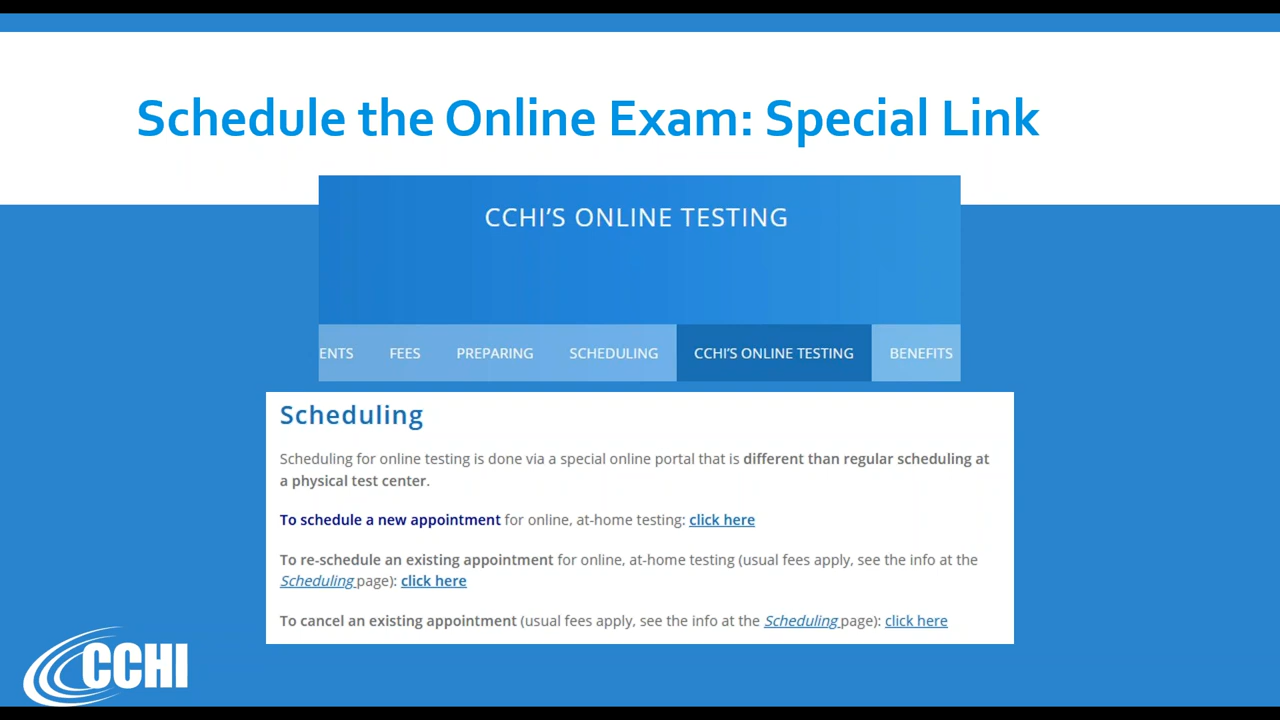 Schedule the Online Exam: Special Link
CCHI'S ONLINE TESTING
ENTS FEES PREPARING SCHEDULING CCHI'S ONLINE TESTING BENEFITS
Scheduling
Scheduling for online testing is done via a special online portal that is different than regular scheduling at
a physical test center.
To schedule a new appointment for online, at-home testing: click here
To re-schedule an existing appointment for online, at-home testing (usual fees apply, see the info at the
Scheduling page): click here
To cancel an existing appointment (usual fees apply, see the info at the Scheduling page): click here
CCHI